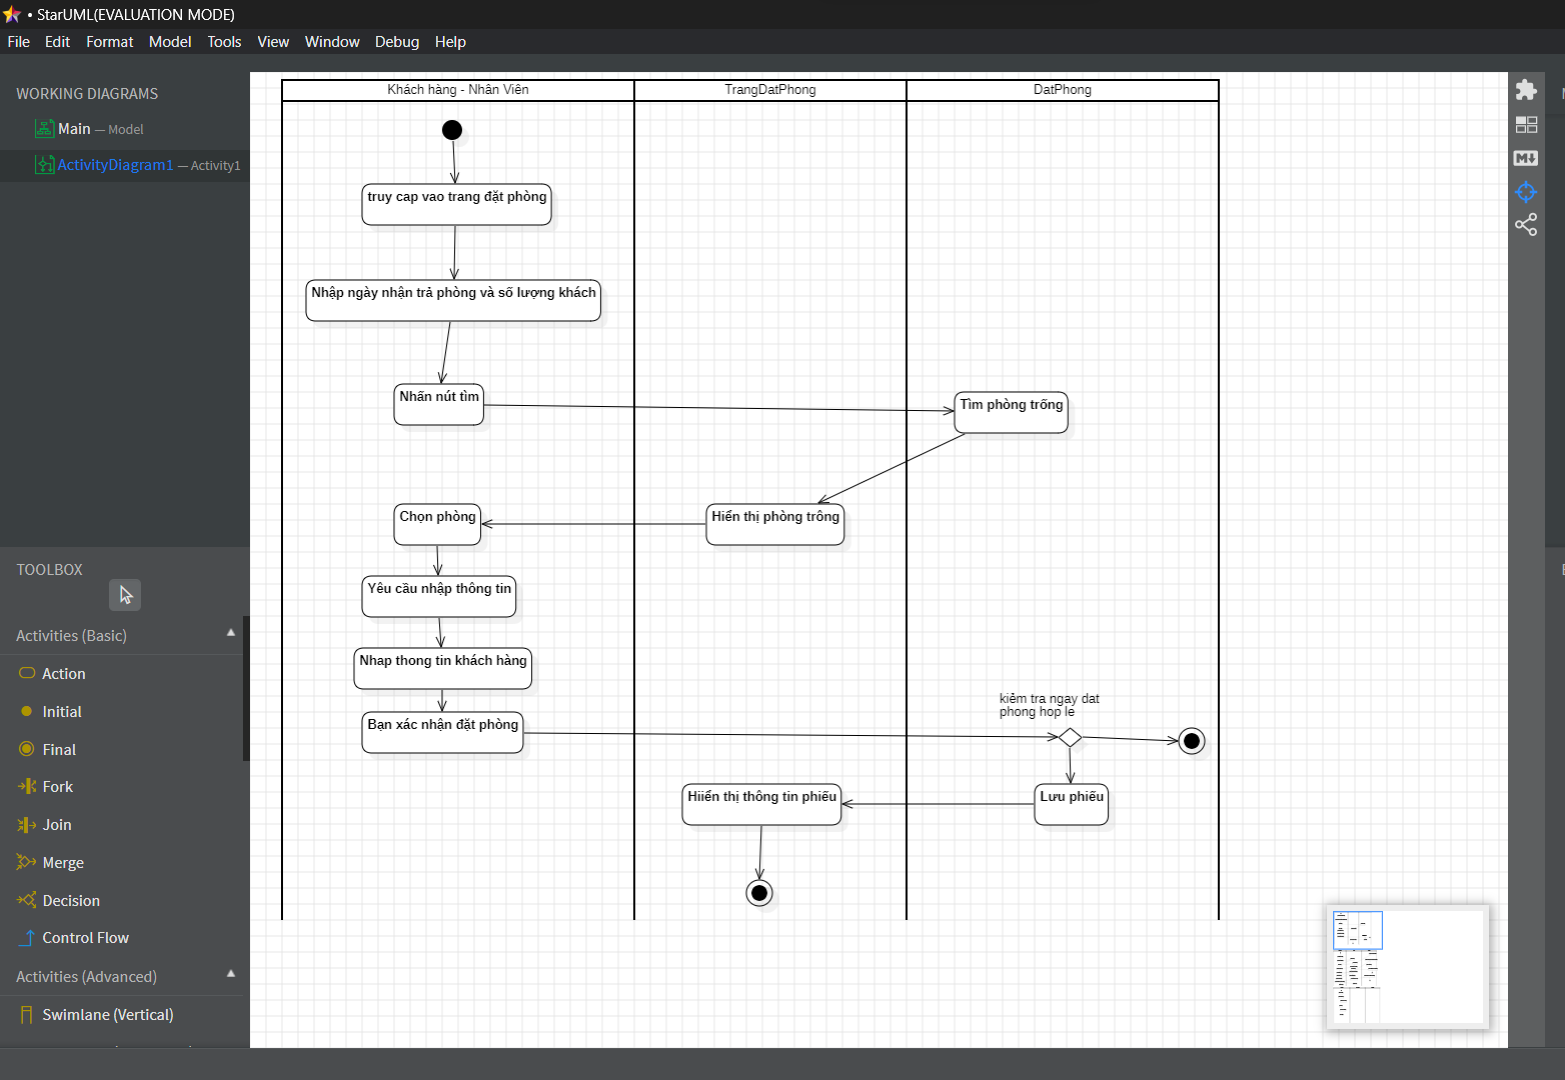 • StarUML(EVALUATION MODE)
File Edit Format Model Tools View Window Debug Help
WORKING DIAGRAMS
Main — Model
ActivityDiagram1 — Activity1
TOOLBOX
Activities (Basic)
Action
Initial
Final
Fork
Join
Merge
Decision
Control Flow
Activities (Advanced)
Swimlane (Vertical)
Khách hàng - Nhân Viên
TrangDatPhong
DatPhong
truy cap vao trang đặt phòng
Nhập ngày nhận trả phòng và số lượng khách
Nhấn nút tìm
Tìm phòng trống
Chọn phòng
Hiển thị phòng trông
Yêu cầu nhập thông tin
Nhap thong tin khách hàng
Bạn xác nhận đặt phòng
kiểm tra ngay dat
phong hop le
Hiiển thị thông tin phiếu
Lưu phiếu
M